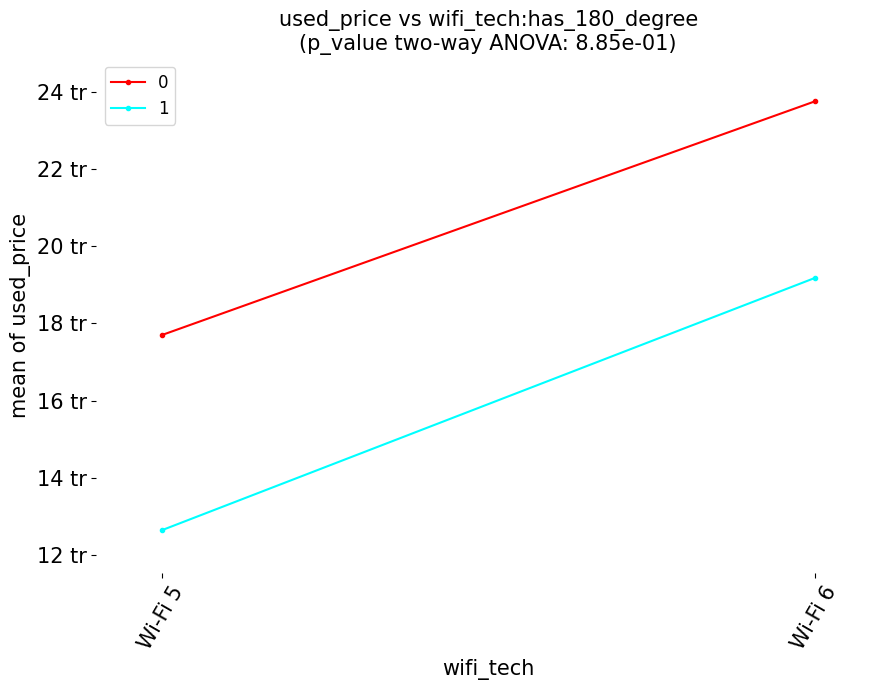 used_price vs wifi_tech:has_180_degree
(p_value two-way ANOVA: 8.85e-01)
0
1
24 tr
22 tr
20 tr
18 tr
16 tr
14 tr
12 tr
mean of used_price
Wi-Fi 5
Wi-Fi 6
wifi_tech